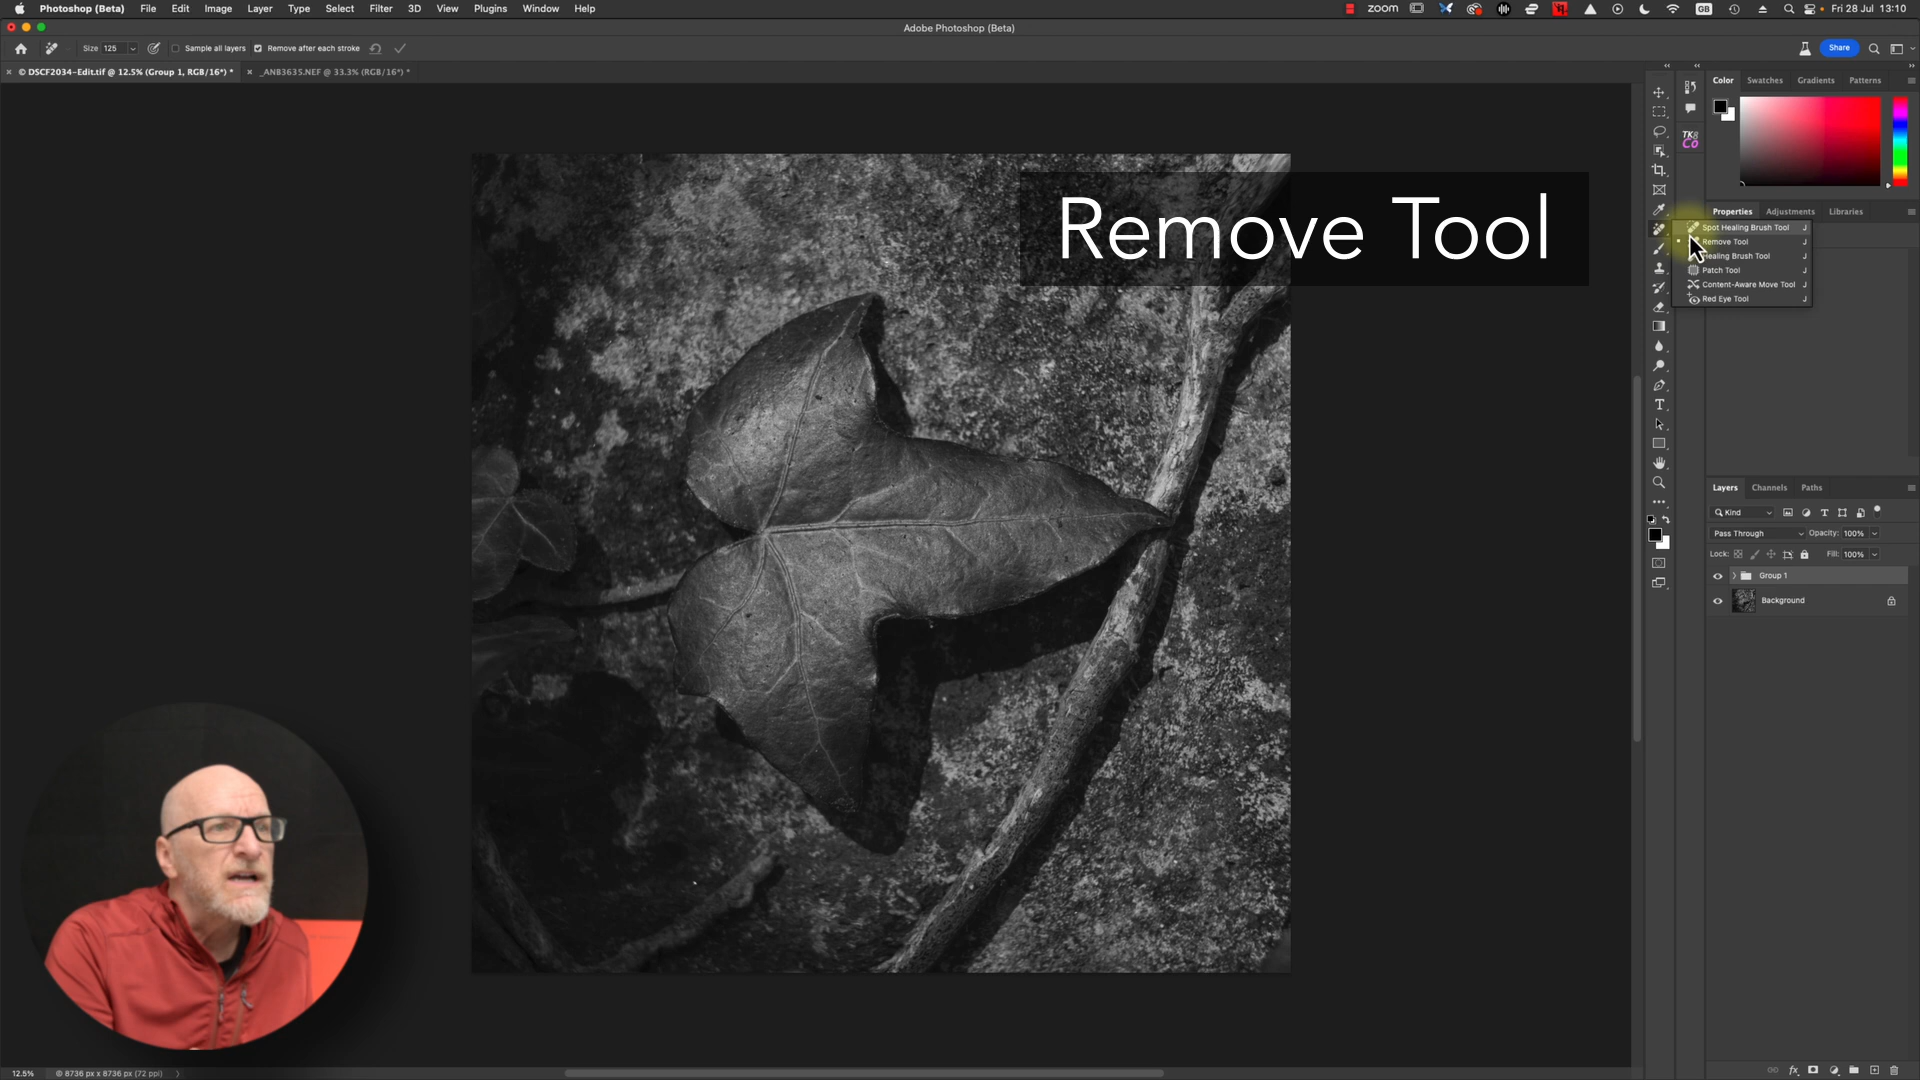 Photoshop (Beta) File Edit Image Layer Type Select Filter 3D View Plugins Window Help
zoom GB Fri 28 Jul 13:10
Adobe Photoshop (Beta)
Size 125 Sample all layers Remove after each stroke Share
× © DSCF2034-Edit.tif @ 12.5% (Group 1, RGB/16*) * × _ANB3635.NEF @ 33.3% (RGB/16*) *
Color Swatches Gradients Patterns
TK8
Co
Remove Tool
Properties Adjustments Libraries
Spot Healing Brush Tool J
Remove Tool J
Healing Brush Tool J
Patch Tool J
Content-Aware Move Tool J
Red Eye Tool J
Layers Channels Paths
Kind
Pass Through Opacity: 100%
Lock: Fill: 100%
Group 1
Background
12.5% © 8736 px x 8736 px (72 ppi)